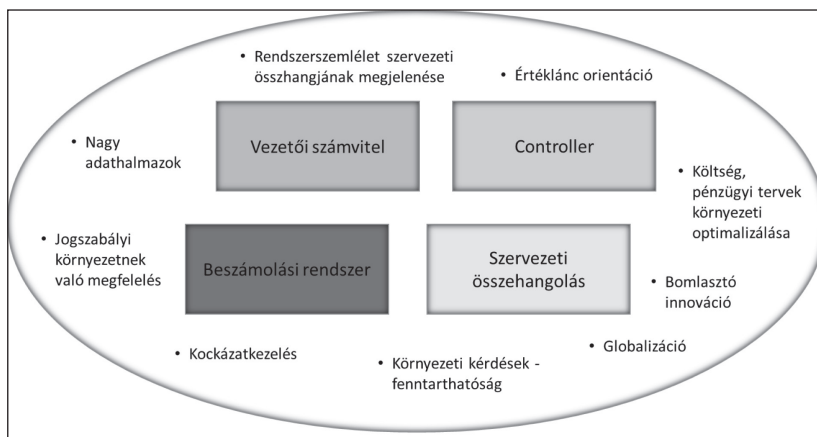 • Rendszerszemlélet szervezeti
összhangjának megjelenése
• Értéklánc orientáció
• Nagy
adathalmazok
Vezetői számvitel
Controller
• Költség,
pénzügyi tervek
környezeti
optimalizálása
• Jogszabályi
környezetnek
való megfelelés
Beszámolási rendszer
Szervezeti
összehangolás
• Bomlasztó
innováció
• Kockázatkezelés
• Környezeti kérdések -
fenntarthatóság
• Globalizáció